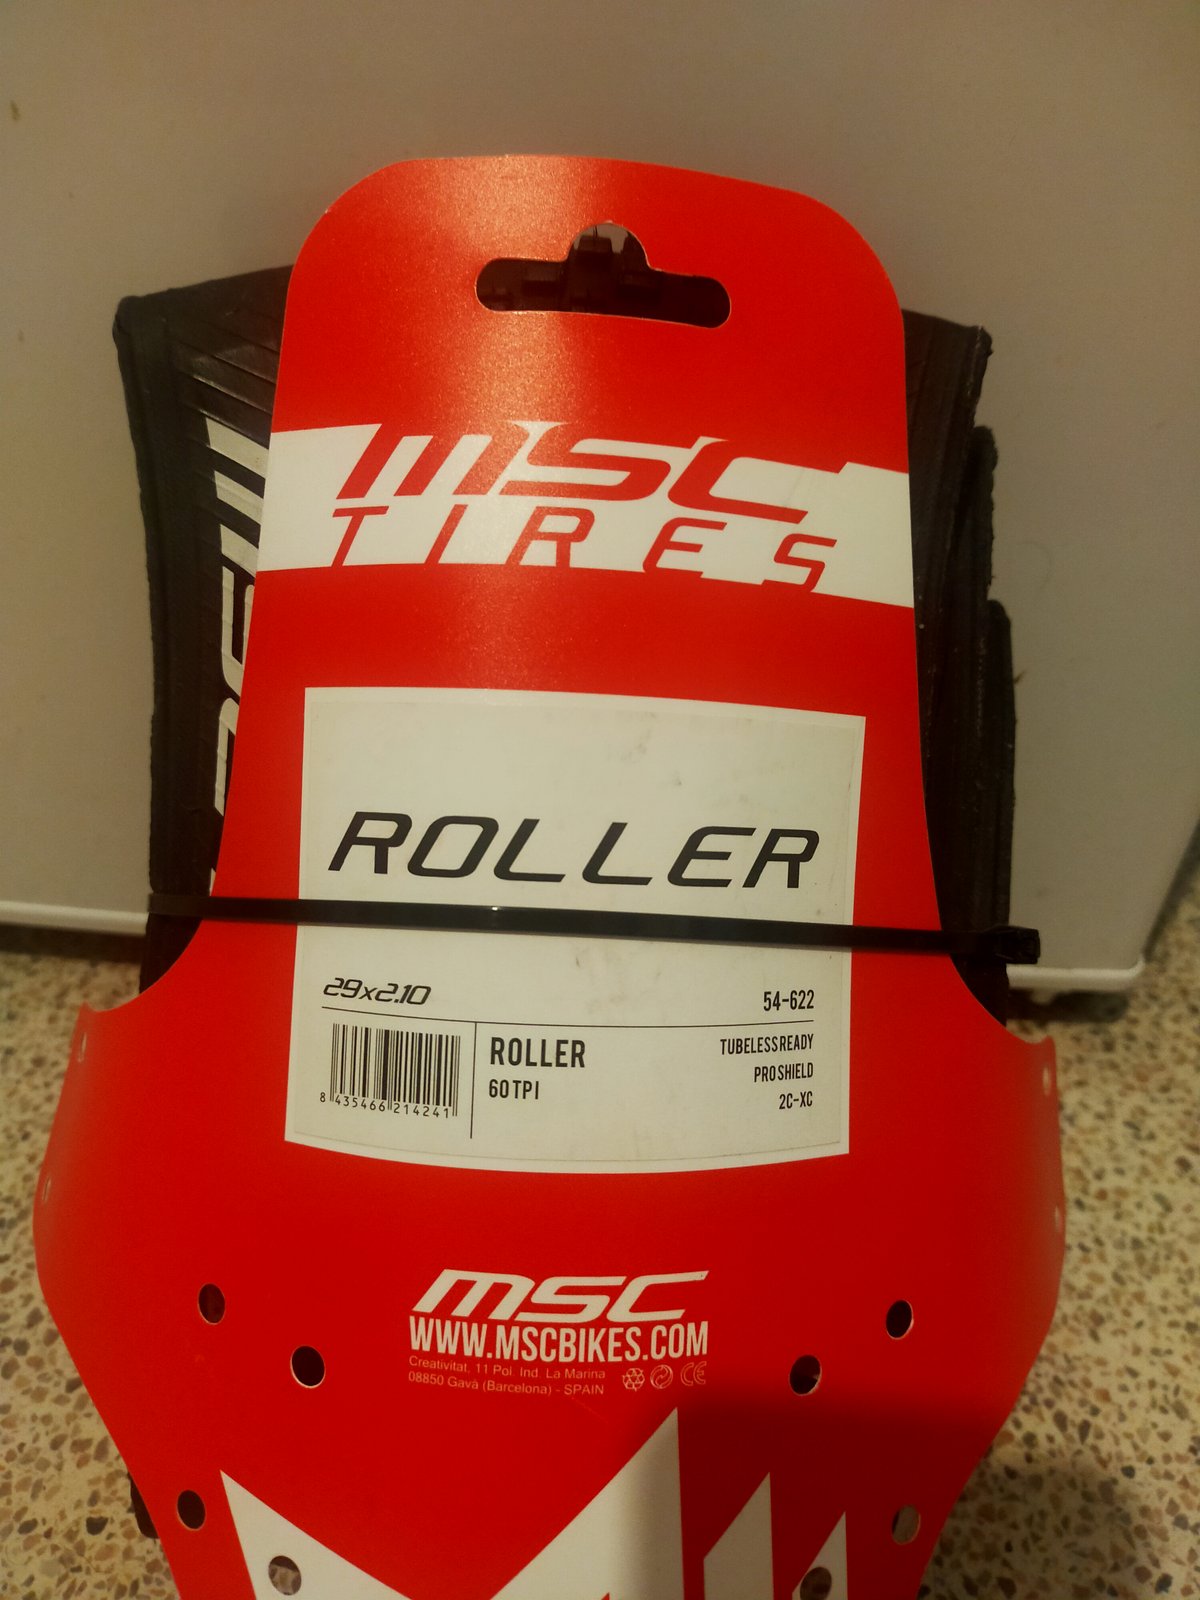 MSC
TIRES
ROLLER
29x2.10
54-622
ROLLER
60 TPI
TUBELESS READY
PRO SHIELD
2C-XC
8 435466 214241
MSC
WWW.MSCBIKES.COM
Creativitat, 11 Pol. Ind. La Marina
08850 Gavà (Barcelona) - SPAIN
CE